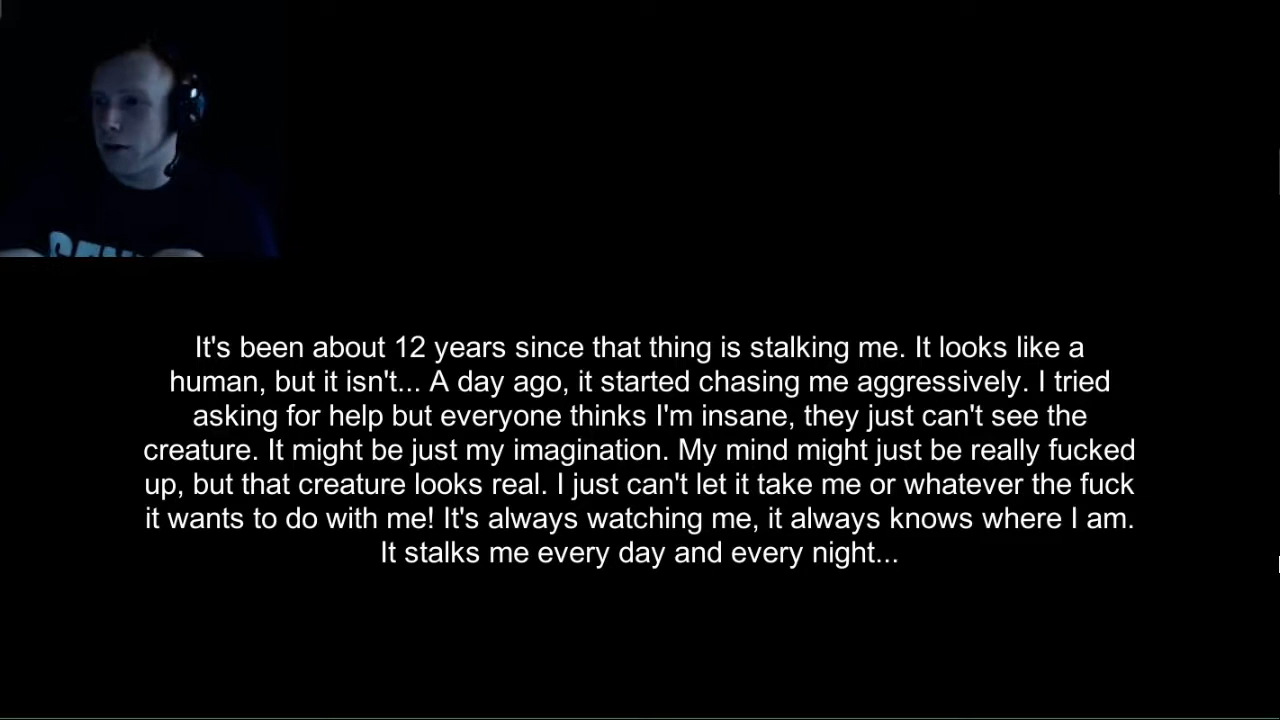 It's been about 12 years since that thing is stalking me. It looks like a
human, but it isn't... A day ago, it started chasing me aggressively. I tried
asking for help but everyone thinks I'm insane, they just can't see the
creature. It might be just my imagination. My mind might just be really fucked
up, but that creature looks real. I just can't let it take me or whatever the fuck
it wants to do with me! It's always watching me, it always knows where I am.
It stalks me every day and every night...